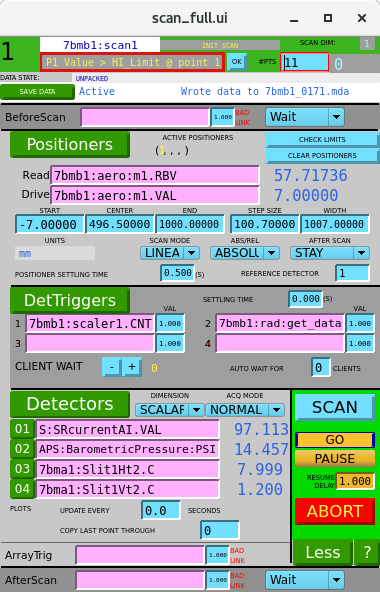 scan_full.ui
1
7bmb1:scan1
INIT_SCAN
SCAN DIM: 1
P1 Value > HI_Limit @ point 1
OK
#PTS
11
0
DATA STATE:
UNPACKED
SAVE DATA
Active
Wrote data to 7bmb1_0171.mda
BeforeScan
1.000
BAD LINK
Wait
Positioners
ACTIVE POSITIONERS
(1,,,)
CHECK LIMITS
CLEAR POSITIONERS
Read
7bmb1:aero:m1.RBV
57.71736
Drive
7bmb1:aero:m1.VAL
7.00000
START CENTER END STEP SIZE WIDTH
-7.00000 496.50000 1000.00000 100.70000 1007.00000
UNITS SCAN MODE ABS/REL AFTER SCAN
mm
LINEA
ABSOLU
STAY
POSITIONER SETTLING TIME
0.500
(S)
REFERENCE DETECTOR
1
DetTriggers
SETTLING TIME
0.000
(S)
VAL VAL
1 7bmb1:scaler1.CNT 1.000 2 7bmb1:rad:get_data 1.000
3 1.000 4 1.000
CLIENT WAIT - + 0
AUTO WAIT FOR 0 CLIENTS
Detectors
DIMENSION
SCALAF
ACQ MODE
NORMAL
01 S:SRcurrentAI.VAL 97.113
02 APS:BarometricPressure:PSI 14.457
03 7bma1:Slit1Ht2.C 7.999
04 7bma1:Slit1Vt2.C 1.200
PLOTS
UPDATE EVERY 0.0 SECONDS
COPY LAST POINT THROUGH 0
SCAN
GO
PAUSE
RESUME DELAY 1.000
ABORT
Less ?
ArrayTrig
1.000
BAD LINK
AfterScan
1.000
BAD LINK
Wait